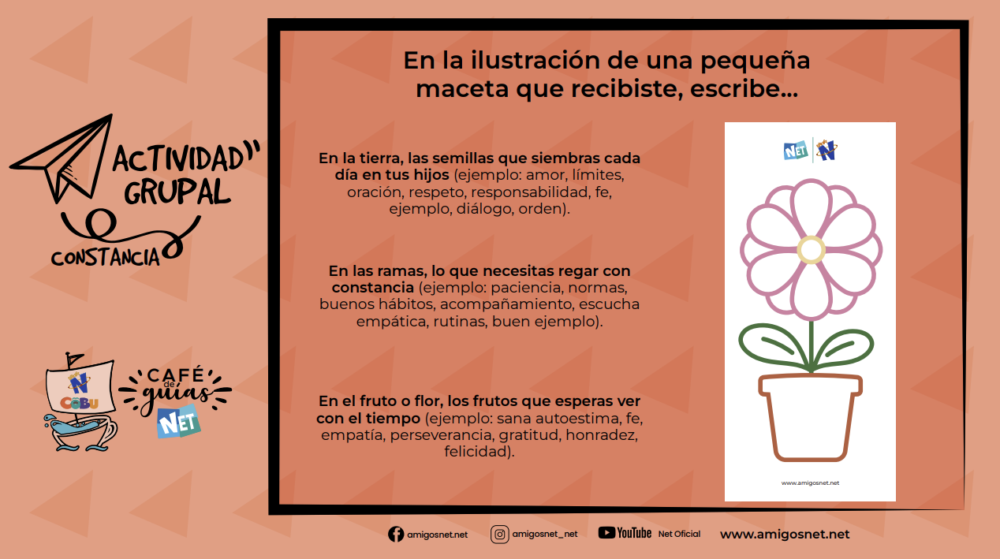 ACTIVIDAD
GRUPAL
CONSTANCIA
N
CŌBU
CAFÉ
de
guías
NET
En la ilustración de una pequeña
maceta que recibiste, escribe...
En la tierra, las semillas que siembras cada
día en tus hijos (ejemplo: amor, límites,
oración, respeto, responsabilidad, fe,
ejemplo, diálogo, orden).
En las ramas, lo que necesitas regar con
constancia (ejemplo: paciencia, normas,
buenos hábitos, acompañamiento, escucha
empática, rutinas, buen ejemplo).
En el fruto o flor, los frutos que esperas ver
con el tiempo (ejemplo: sana autoestima, fe,
empatía, perseverancia, gratitud, honradez,
felicidad).
NET N
www.amigosnet.net
amigosnet.net
amigosnet_net
YouTube Net Oficial
www.amigosnet.net